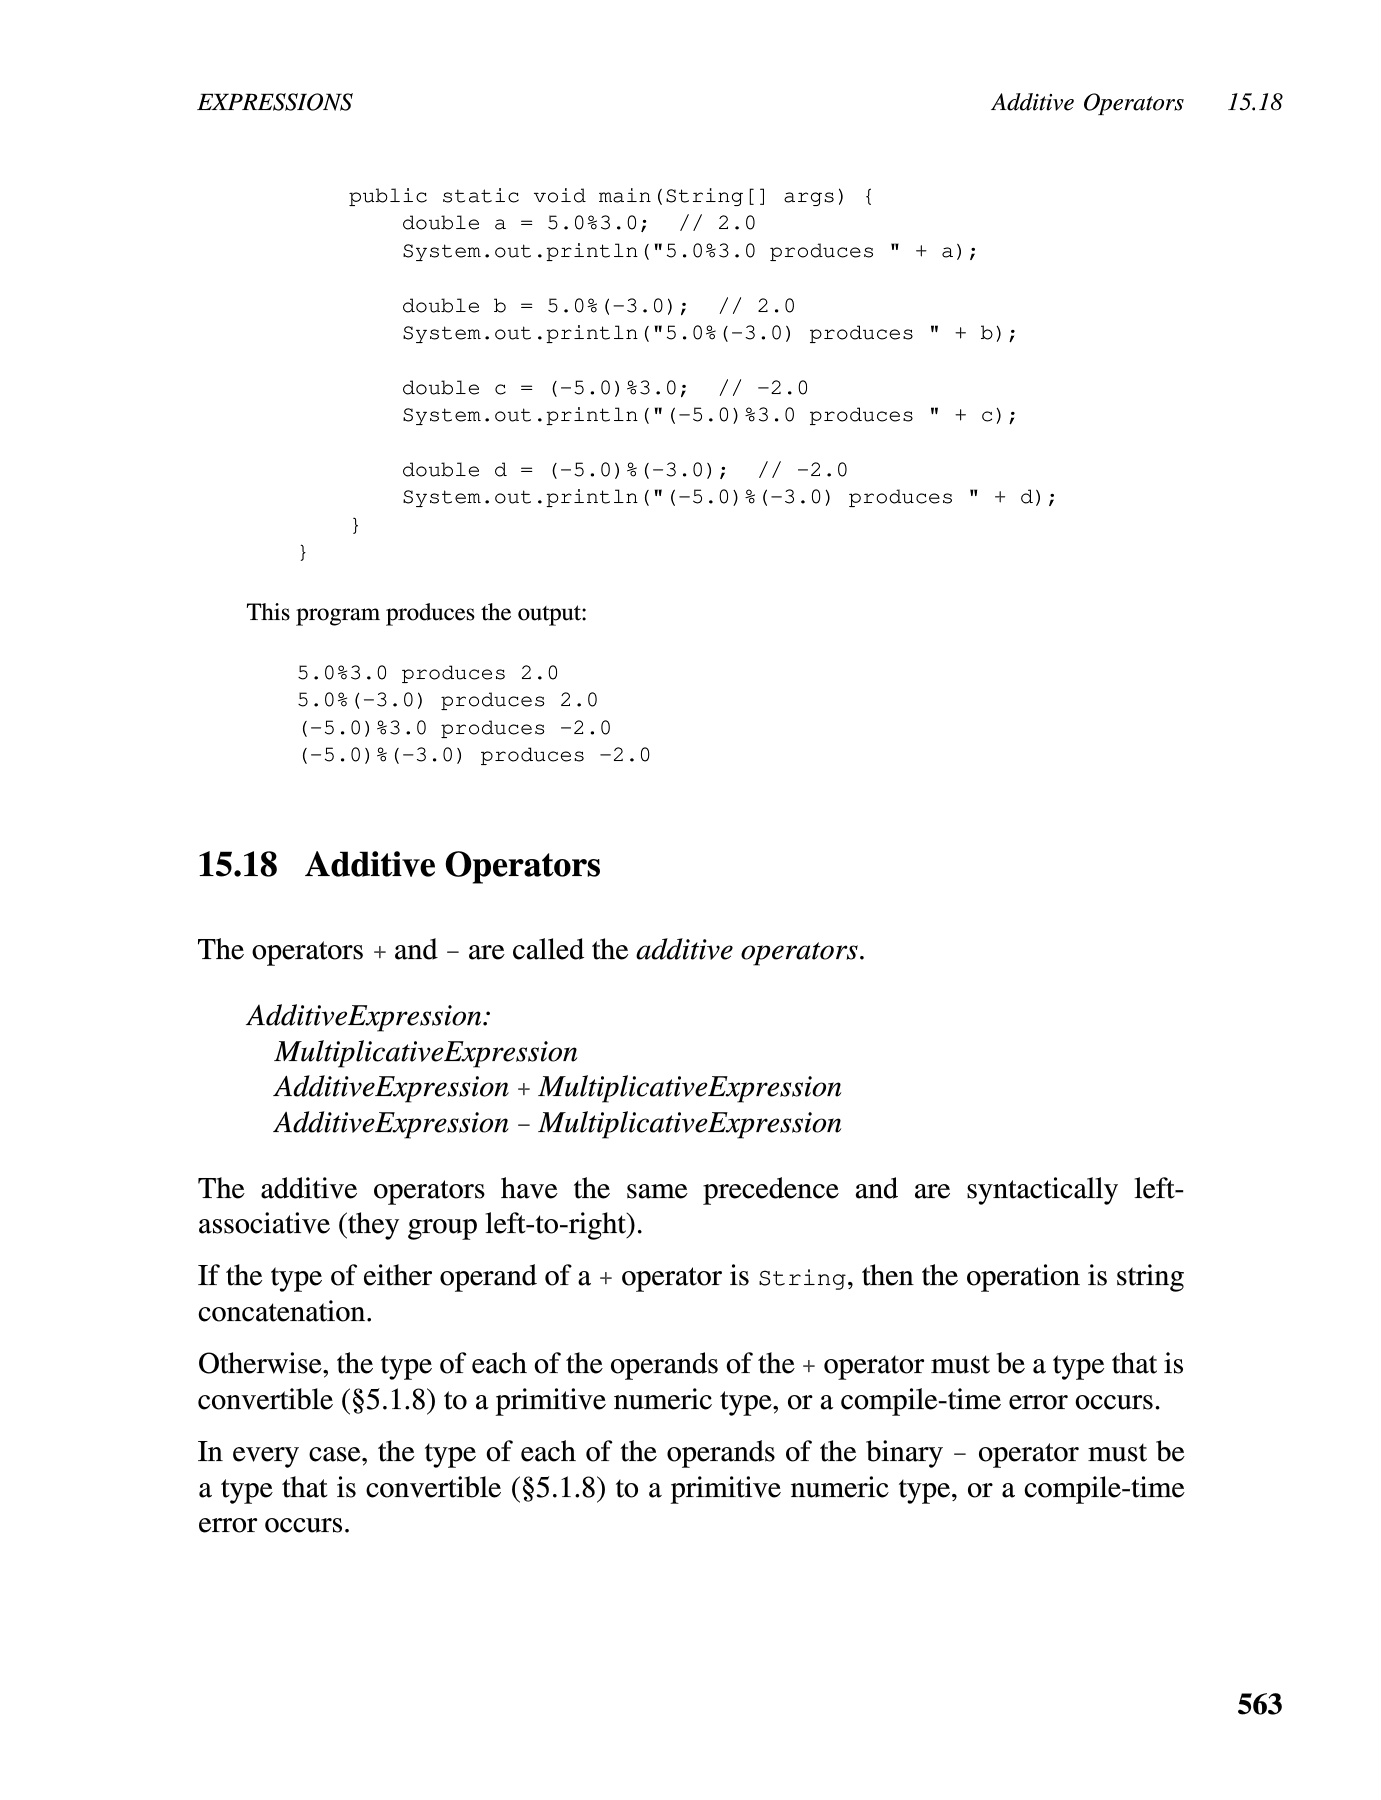 EXPRESSIONS Additive Operators 15.18
public static void main(String[] args) {
double a = 5.0%3.0;  // 2.0
System.out.println("5.0%3.0 produces " + a);
double b = 5.0%(-3.0);  // 2.0
System.out.println("5.0%(-3.0) produces " + b);
double c = (-5.0)%3.0;  // -2.0
System.out.println("(-5.0)%3.0 produces " + c);
double d = (-5.0)%(-3.0);  // -2.0
System.out.println("(-5.0)%(-3.0) produces " + d);
}
}
This program produces the output:
5.0%3.0 produces 2.0
5.0%(-3.0) produces 2.0
(-5.0)%3.0 produces -2.0
(-5.0)%(-3.0) produces -2.0
15.18 Additive Operators
The operators + and - are called the additive operators.
AdditiveExpression:
MultiplicativeExpression
AdditiveExpression + MultiplicativeExpression
AdditiveExpression - MultiplicativeExpression
The additive operators have the same precedence and are syntactically left-
associative (they group left-to-right).
If the type of either operand of a + operator is String, then the operation is string
concatenation.
Otherwise, the type of each of the operands of the + operator must be a type that is
convertible (§5.1.8) to a primitive numeric type, or a compile-time error occurs.
In every case, the type of each of the operands of the binary - operator must be
a type that is convertible (§5.1.8) to a primitive numeric type, or a compile-time
error occurs.
563